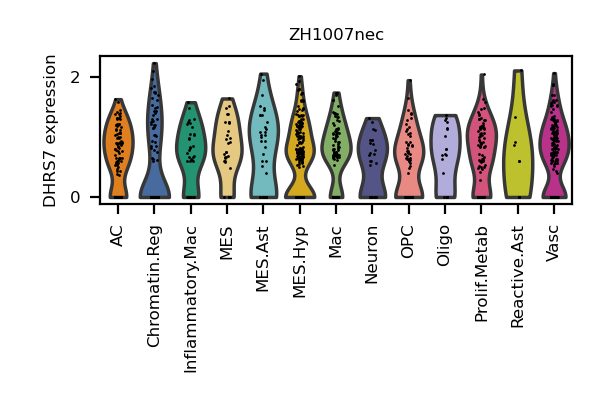 ZH1007nec
DHRS7 expression
2
0
AC
Chromatin.Reg
Inflammatory.Mac
MES
MES.Ast
MES.Hyp
Mac
Neuron
OPC
Oligo
Prolif.Metab
Reactive.Ast
Vasc